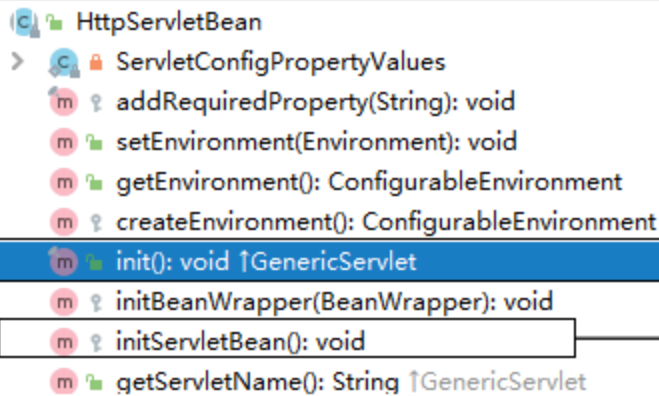 HttpServletBean
ServletConfigPropertyValues
addRequiredProperty(String): void
setEnvironment(Environment): void
getEnvironment(): ConfigurableEnvironment
createEnvironment(): ConfigurableEnvironment
init(): void ↑GenericServlet
initBeanWrapper(BeanWrapper): void
initServletBean(): void
getServletName(): String ↑GenericServlet